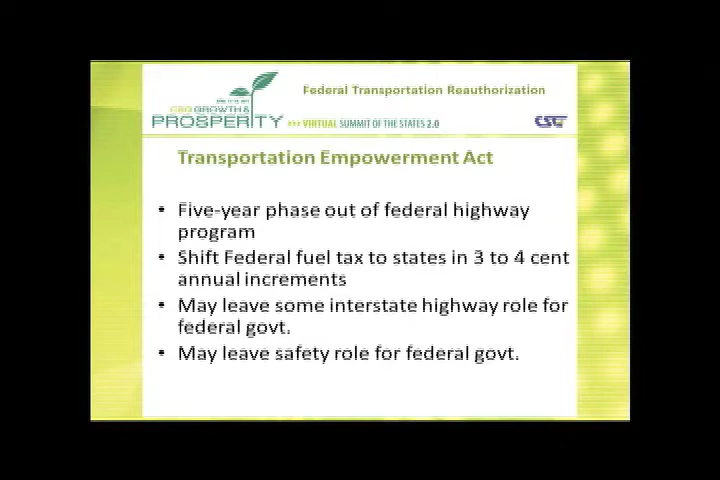 Federal Transportation Reauthorization
GROWTH &
PROSPERITY >>> VIRTUAL SUMMIT OF THE STATES 2.0
CSG
Transportation Empowerment Act
• Five-year phase out of federal highway
program
• Shift Federal fuel tax to states in 3 to 4 cent
annual increments
• May leave some interstate highway role for
federal govt.
• May leave safety role for federal govt.